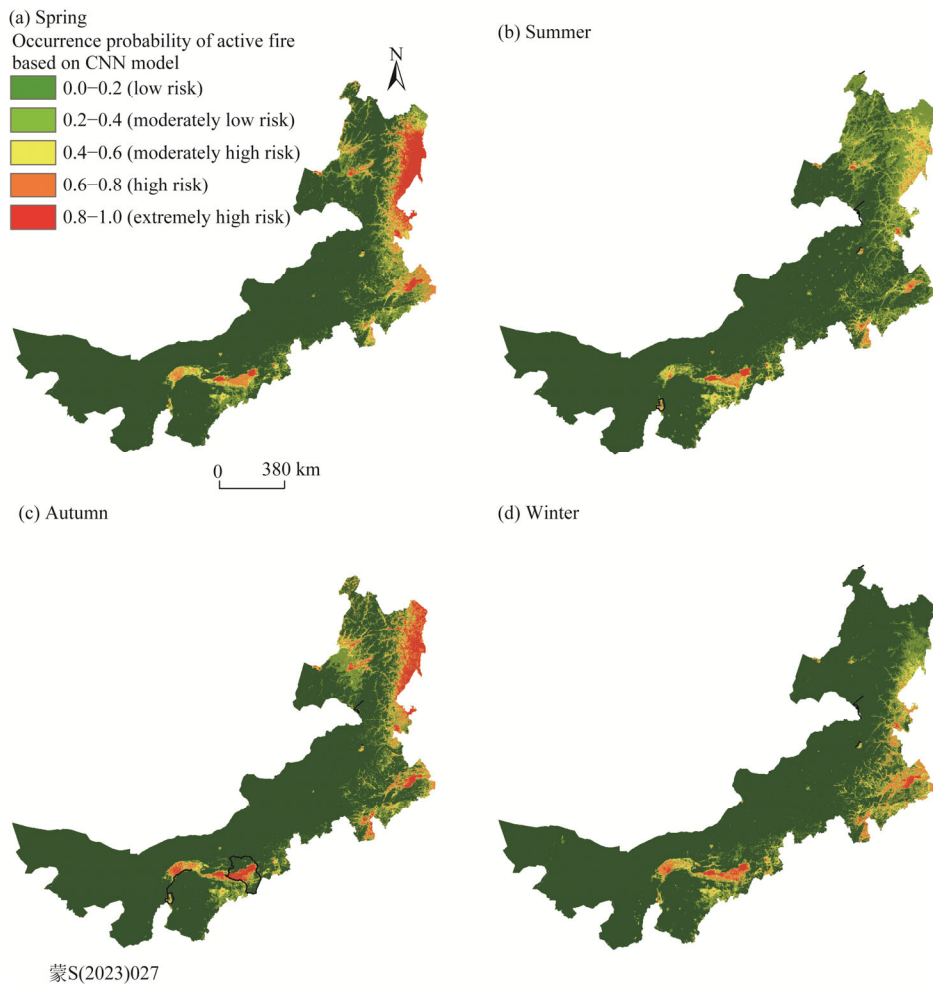 (a) Spring
Occurrence probability of active fire
based on CNN model
0.0−0.2 (low risk)
0.2−0.4 (moderately low risk)
0.4−0.6 (moderately high risk)
0.6−0.8 (high risk)
0.8−1.0 (extremely high risk)
N
(b) Summer
0 380 km
(c) Autumn
(d) Winter
蒙S(2023)027